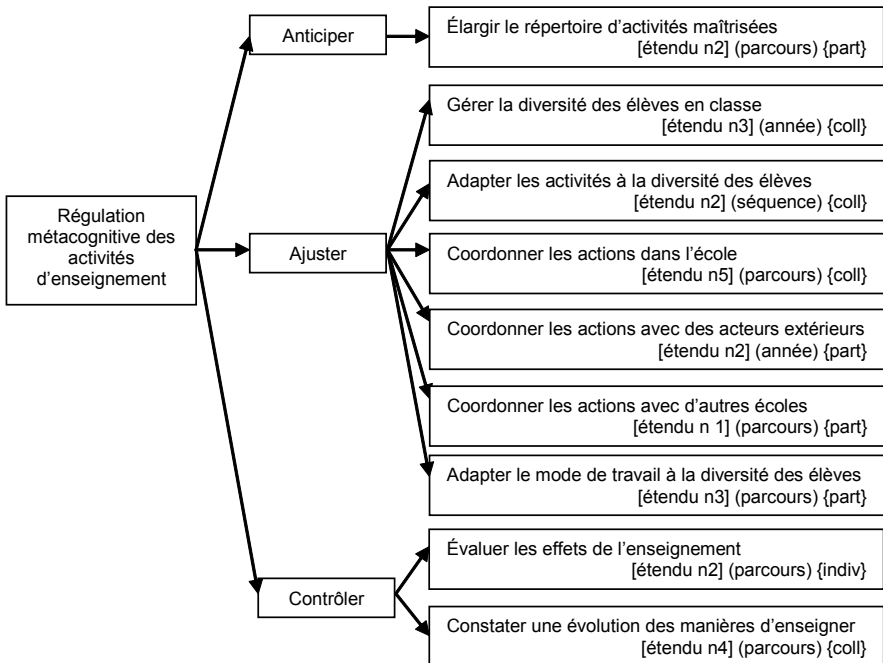 Anticiper
Élargir le répertoire d'activités maîtrisées
[étendu n2] (parcours) {part}
Gérer la diversité des élèves en classe
[étendu n3] (année) {coll}
Adapter les activités à la diversité des élèves
[étendu n2] (séquence) {coll}
Régulation
métacognitive des
activités
d'enseignement
Ajuster
Coordonner les actions dans l'école
[étendu n5] (parcours) {coll}
Coordonner les actions avec des acteurs extérieurs
[étendu n2] (année) {part}
Coordonner les actions avec d'autres écoles
[étendu n 1] (parcours) {part}
Adapter le mode de travail à la diversité des élèves
[étendu n3] (parcours) {part}
Contrôler
Évaluer les effets de l'enseignement
[étendu n2] (parcours) {indiv}
Constater une évolution des manières d'enseigner
[étendu n4] (parcours) {coll}